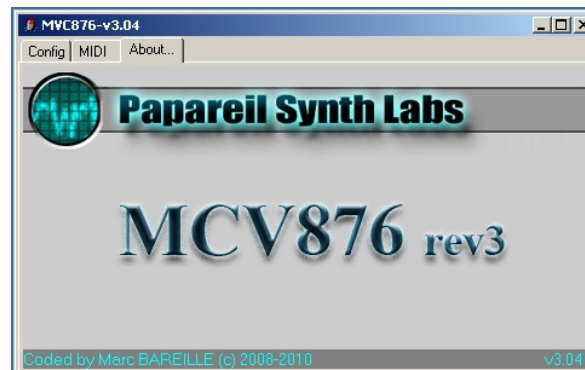 MVC876-v3.04
Config MIDI About...
Papareil Synth Labs
MCV876 rev3
Coded by Marc BAREILLE (c) 2008-2010 v3.04